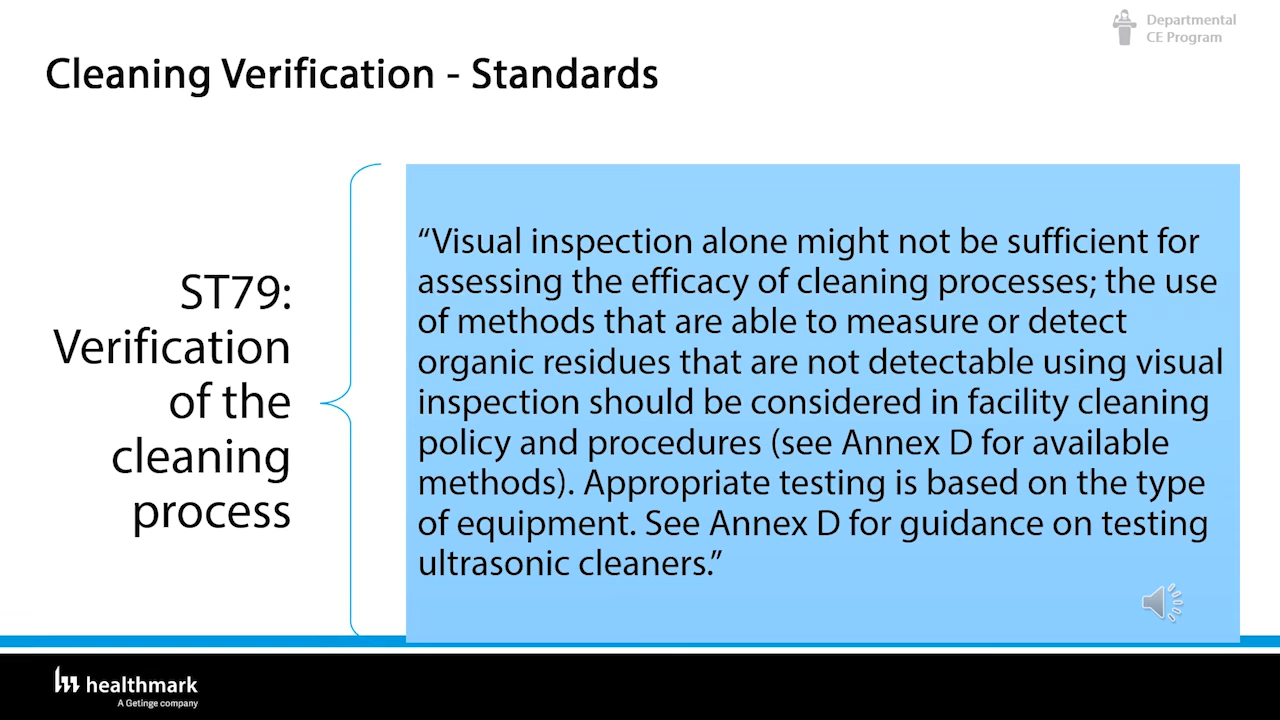 Departmental
CE Program
Cleaning Verification - Standards
ST79:
Verification
of the
cleaning
process
“Visual inspection alone might not be sufficient for
assessing the efficacy of cleaning processes; the use
of methods that are able to measure or detect
organic residues that are not detectable using visual
inspection should be considered in facility cleaning
policy and procedures (see Annex D for available
methods). Appropriate testing is based on the type
of equipment. See Annex D for guidance on testing
ultrasonic cleaners.”
healthmark
A Getinge company